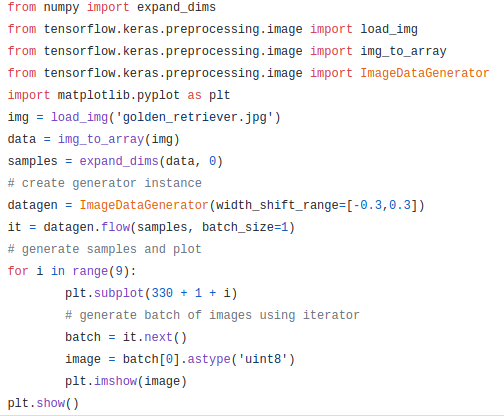 from numpy import expand_dims
from tensorflow.keras.preprocessing.image import load_img
from tensorflow.keras.preprocessing.image import img_to_array
from tensorflow.keras.preprocessing.image import ImageDataGenerator
import matplotlib.pyplot as plt
img = load_img('golden_retriever.jpg')
data = img_to_array(img)
samples = expand_dims(data, 0)
# create generator instance
datagen = ImageDataGenerator(width_shift_range=[-0.3,0.3])
it = datagen.flow(samples, batch_size=1)
# generate samples and plot
for i in range(9):
        plt.subplot(330 + 1 + i)
        # generate batch of images using iterator
        batch = it.next()
        image = batch[0].astype('uint8')
        plt.imshow(image)
plt.show()